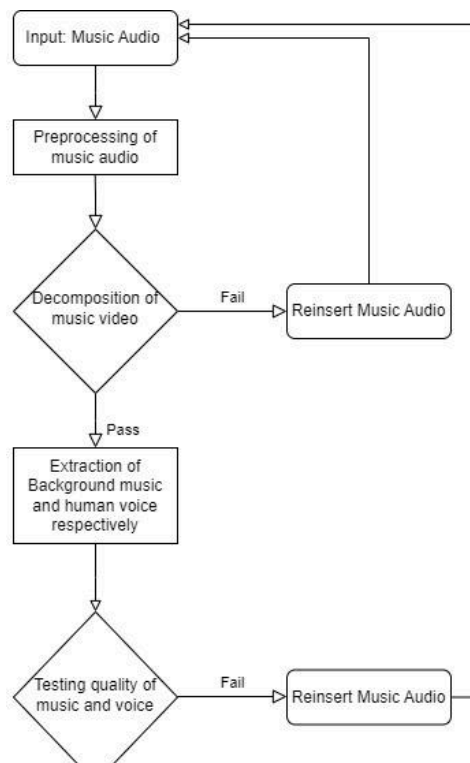 Input: Music Audio
Preprocessing of
music audio
Decomposition of
music video
Fail
Reinsert Music Audio
Pass
Extraction of
Background music
and human voice
respectively
Testing quality of
music and voice
Fail
Reinsert Music Audio